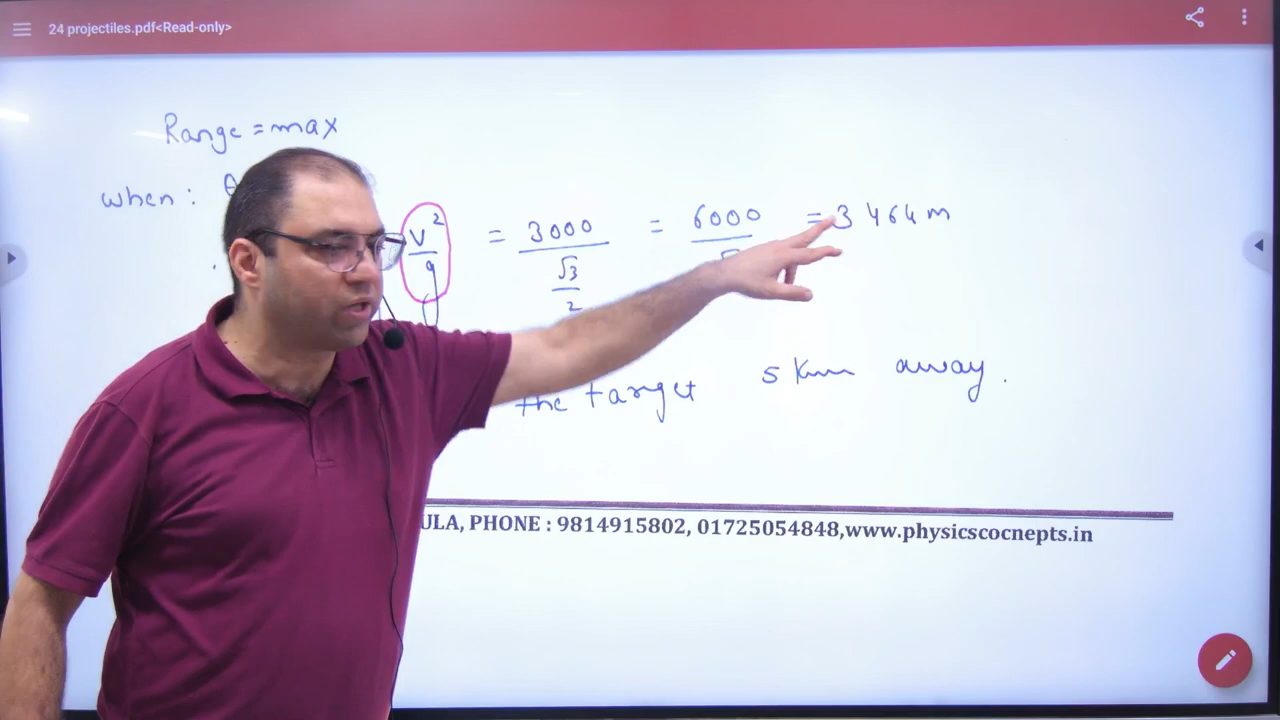 24 projectiles.pdf<Read-only>
Range = max
when : θ
v² / g = 3000 / (√3 / 2) = 6000 = 3464 m
the target 5 km away.
ULA, PHONE : 9814915802, 01725054848,www.physicscocnepts.in